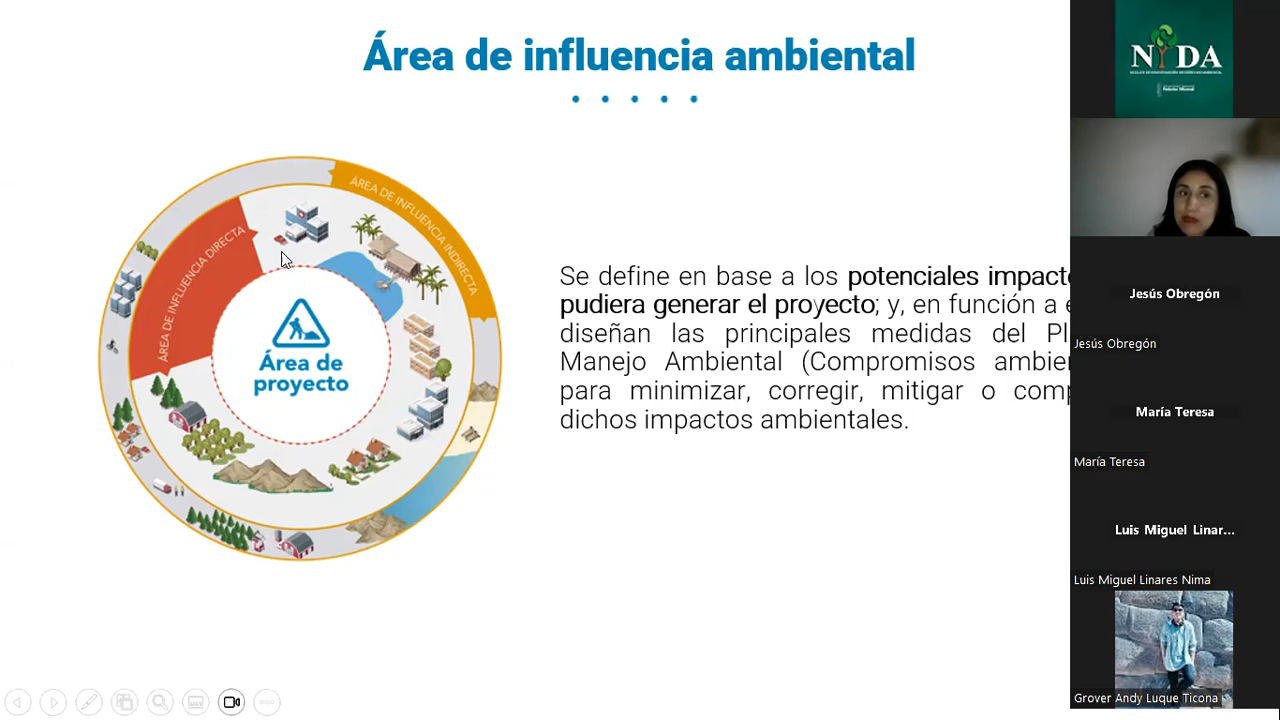 Área de influencia ambiental
ÁREA DE INFLUENCIA DIRECTA
ÁREA DE INFLUENCIA INDIRECTA
Área de
proyecto
Se define en base a los potenciales impacto
pudiera generar el proyecto; y, en función a e
diseñan las principales medidas del Pl
Manejo Ambiental (Compromisos ambien
para minimizar, corregir, mitigar o comp
dichos impactos ambientales.
NIDA
Jesús Obregón
Jesús Obregón
María Teresa
María Teresa
Luis Miguel Linar...
Luis Miguel Linares Nima
Grover Andy Luque Ticona